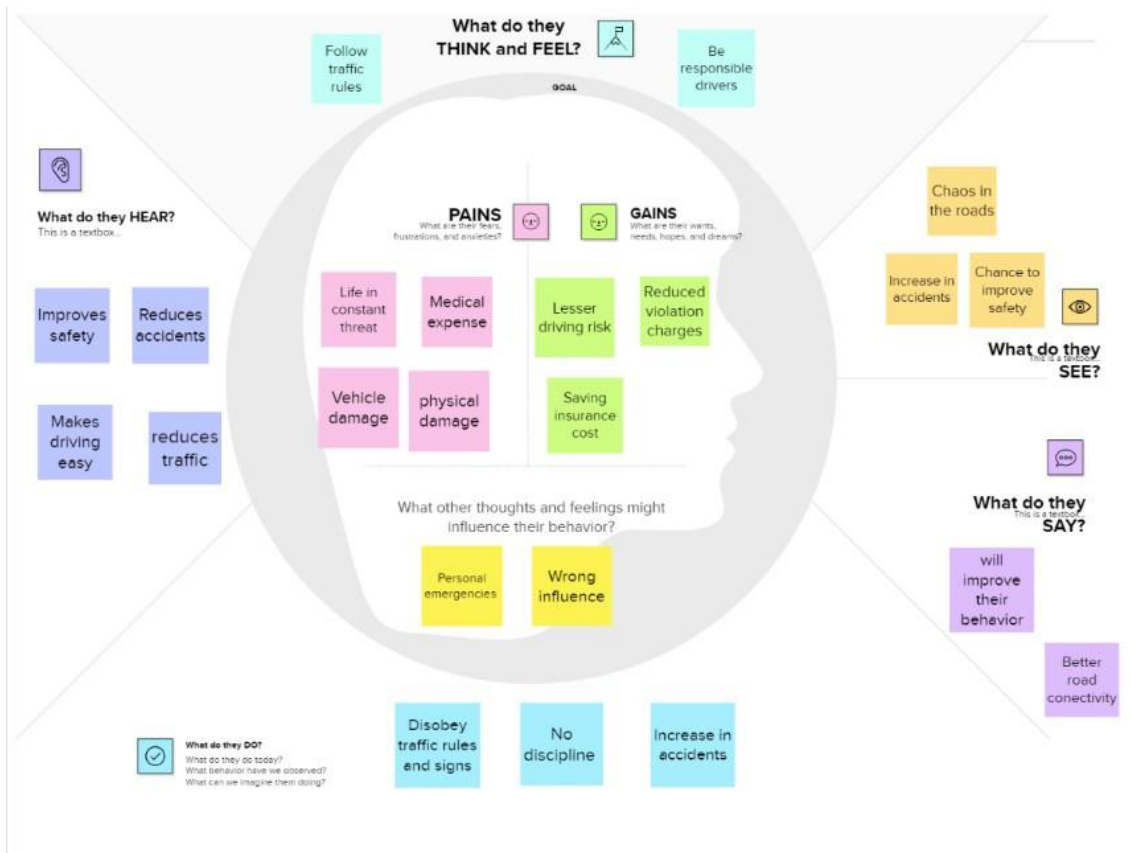 What do they
THINK and FEEL?
Follow
traffic
rules
Be
responsible
drivers
GOAL
What do they HEAR?
This is a textbox...
Improves
safety
Reduces
accidents
Makes
driving
easy
reduces
traffic
PAINS
What are their fears,
frustrations, and anxieties?
Life in
constant
threat
Medical
expense
Vehicle
damage
physical
damage
GAINS
What are their wants,
needs, hopes, and dreams?
Lesser
driving risk
Reduced
violation
charges
Saving
insurance
cost
Chaos in
the roads
Increase in
accidents
Chance to
improve
safety
What do they
This is a textbox...
SEE?
What do they
This is a textbox...
SAY?
will
improve
their
behavior
Better
road
conectivity
What other thoughts and feelings might
influence their behavior?
Personal
emergencies
Wrong
influence
What do they DO?
What do they do today?
What behavior have we observed?
What can we imagine them doing?
Disobey
traffic rules
and signs
No
discipline
Increase in
accidents